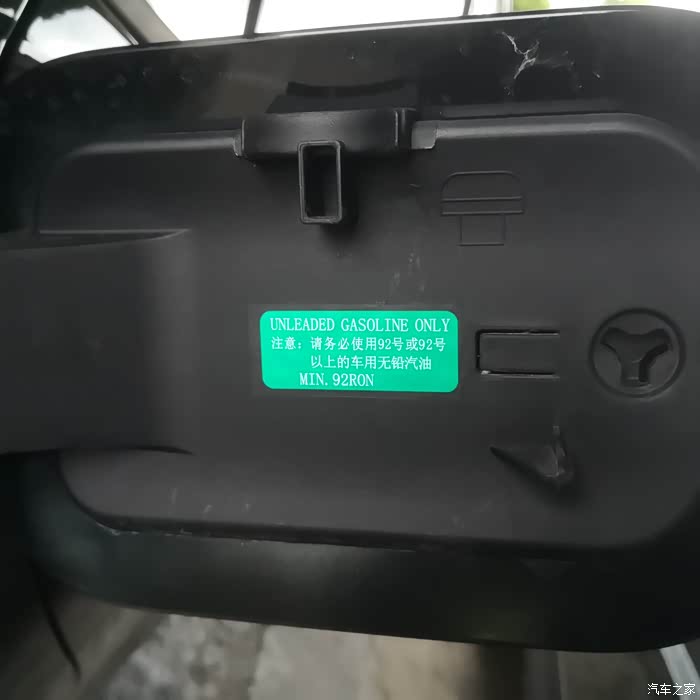 UNLEADED GASOLINE ONLY
注意：请务必使用92号或92号
以上的车用无铅汽油
MIN.92RON
汽车之家